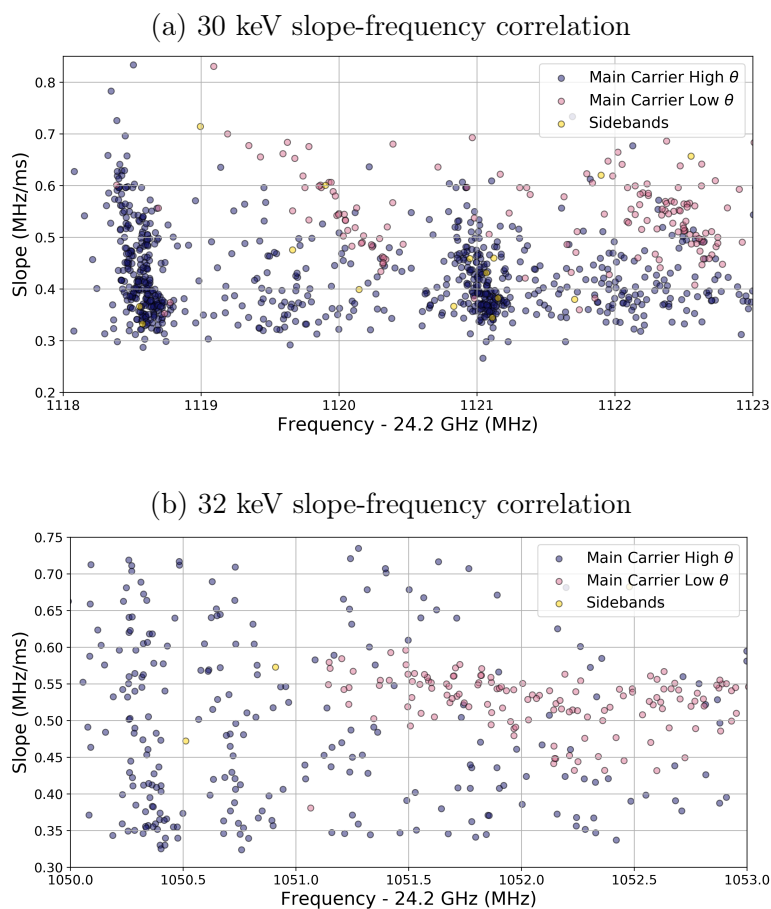 (a) 30 keV slope-frequency correlation
0.8
0.7
0.6
0.5
0.4
0.3
0.2
Slope (MHz/ms)
Main Carrier High θ
Main Carrier Low θ
Sidebands
1118 1119 1120 1121 1122 1123
Frequency - 24.2 GHz (MHz)
(b) 32 keV slope-frequency correlation
0.75
0.70
0.65
0.60
0.55
0.50
0.45
0.40
0.35
0.30
Slope (MHz/ms)
Main Carrier High θ
Main Carrier Low θ
Sidebands
1050.0 1050.5 1051.0 1051.5 1052.0 1052.5 1053.0
Frequency - 24.2 GHz (MHz)